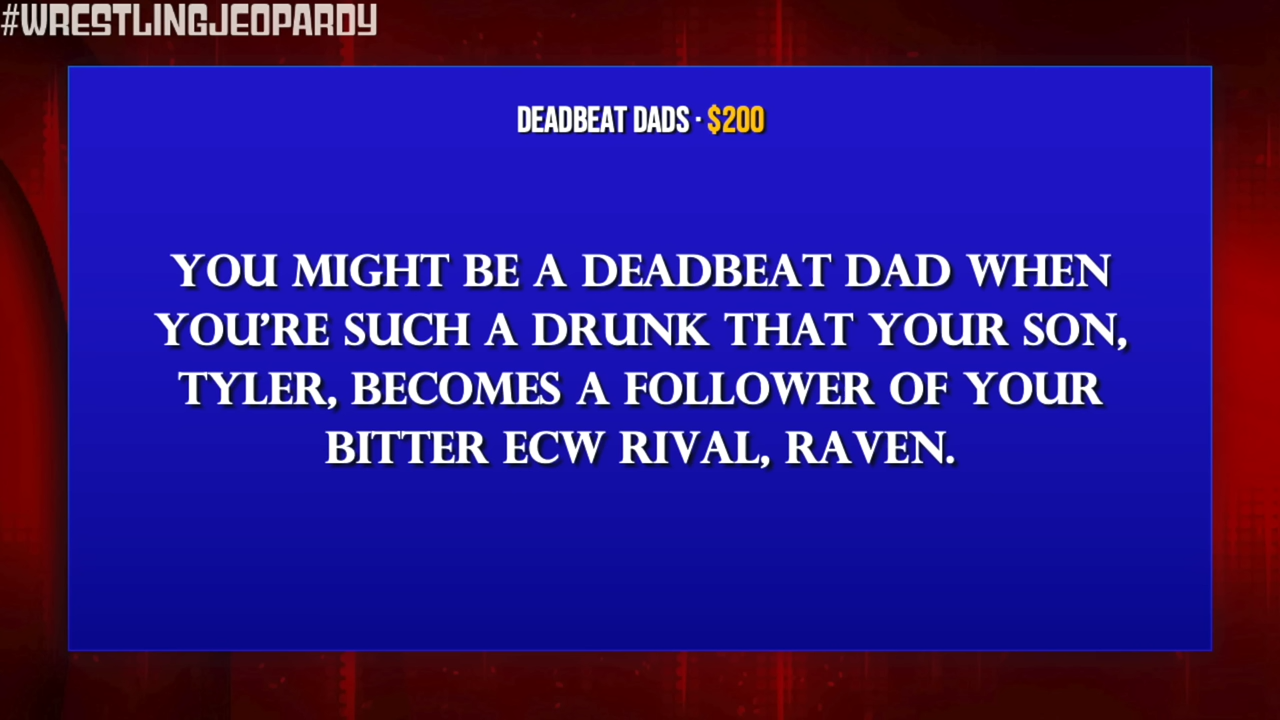 #WRESTLINGJEOPARDY
DEADBEAT DADS · $200
YOU MIGHT BE A DEADBEAT DAD WHEN
YOU'RE SUCH A DRUNK THAT YOUR SON,
TYLER, BECOMES A FOLLOWER OF YOUR
BITTER ECW RIVAL, RAVEN.